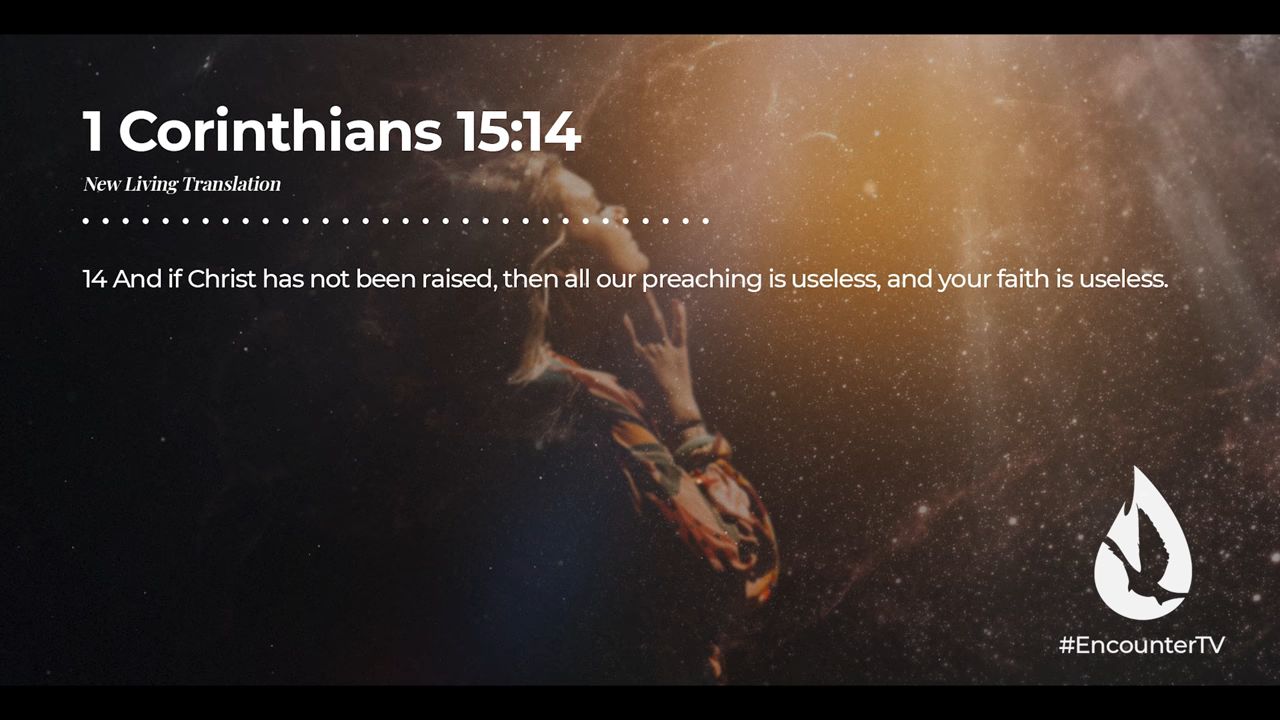 1 Corinthians 15:14
New Living Translation
14 And if Christ has not been raised, then all our preaching is useless, and your faith is useless.
#EncounterTV